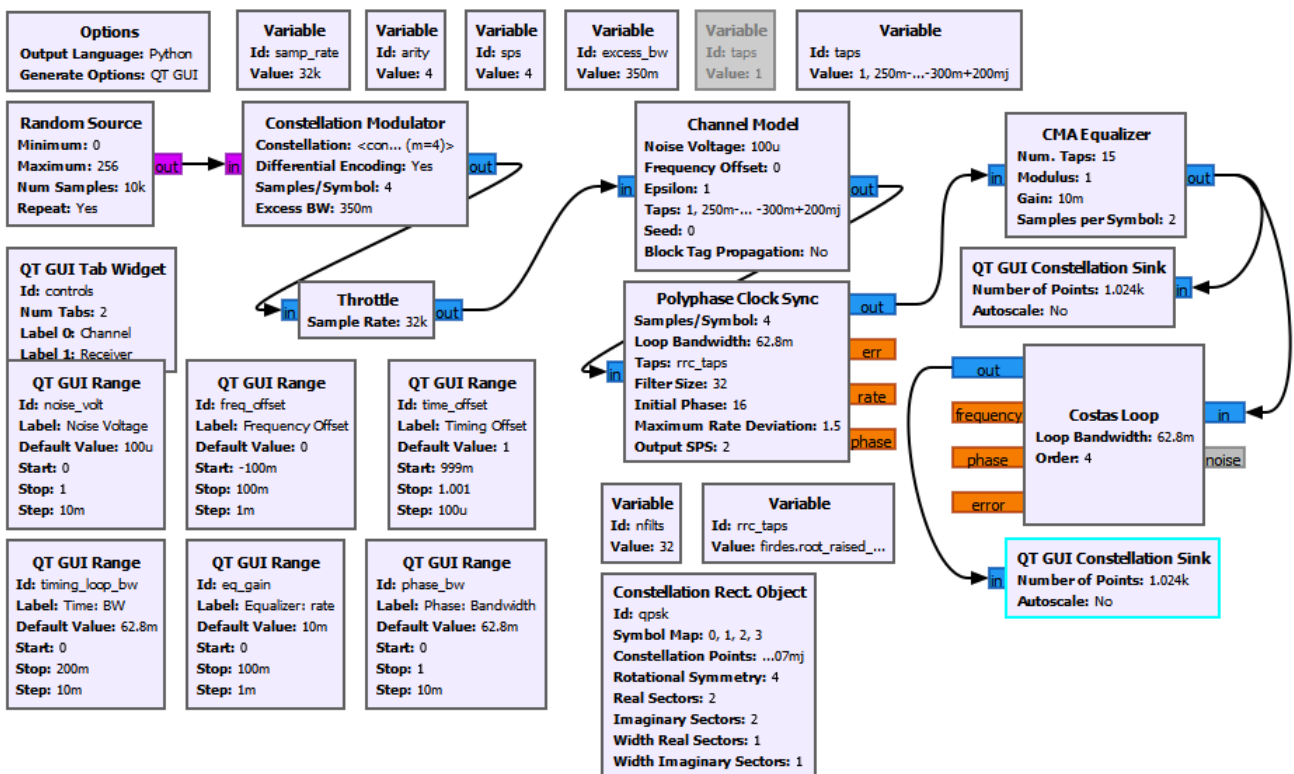 Options
Output Language: Python
Generate Options: QT GUI
Variable
Id: samp_rate
Value: 32k
Variable
Id: arity
Value: 4
Variable
Id: sps
Value: 4
Variable
Id: excess_bw
Value: 350m
Variable
Id: taps
Value: 1
Variable
Id: taps
Value: 1, 250m-...-300m+200mj
Random Source
Minimum: 0
Maximum: 256
Num Samples: 10k
Repeat: Yes
out
in
Constellation Modulator
Constellation: <con... (m=4)>
Differential Encoding: Yes
Samples/Symbol: 4
Excess BW: 350m
out
in
Channel Model
Noise Voltage: 100u
Frequency Offset: 0
Epsilon: 1
Taps: 1, 250m-... -300m+200mj
Seed: 0
Block Tag Propagation: No
out
in
CMA Equalizer
Num. Taps: 15
Modulus: 1
Gain: 10m
Samples per Symbol: 2
out
QT GUI Tab Widget
Id: controls
Num Tabs: 2
Label 0: Channel
Label 1: Receiver
in
Throttle
Sample Rate: 32k
out
in
Polyphase Clock Sync
Samples/Symbol: 4
Loop Bandwidth: 62.8m
Taps: rrc_taps
Filter Size: 32
Initial Phase: 16
Maximum Rate Deviation: 1.5
Output SPS: 2
out
err
rate
phase
QT GUI Constellation Sink
Number of Points: 1.024k
Autoscale: No
in
QT GUI Range
Id: noise_volt
Label: Noise Voltage
Default Value: 100u
Start: 0
Stop: 1
Step: 10m
QT GUI Range
Id: freq_offset
Label: Frequency Offset
Default Value: 0
Start: -100m
Stop: 100m
Step: 1m
QT GUI Range
Id: time_offset
Label: Timing Offset
Default Value: 1
Start: 999m
Stop: 1.001
Step: 100u
out
frequency
phase
error
Costas Loop
Loop Bandwidth: 62.8m
Order: 4
in
noise
Variable
Id: nfilts
Value: 32
Variable
Id: rrc_taps
Value: firdes.root_raised_...
QT GUI Range
Id: timing_loop_bw
Label: Time: BW
Default Value: 62.8m
Start: 0
Stop: 200m
Step: 10m
QT GUI Range
Id: eq_gain
Label: Equalizer: rate
Default Value: 10m
Start: 0
Stop: 100m
Step: 1m
QT GUI Range
Id: phase_bw
Label: Phase: Bandwidth
Default Value: 62.8m
Start: 0
Stop: 1
Step: 10m
in
QT GUI Constellation Sink
Number of Points: 1.024k
Autoscale: No
Constellation Rect. Object
Id: qpsk
Symbol Map: 0, 1, 2, 3
Constellation Points: ...07mj
Rotational Symmetry: 4
Real Sectors: 2
Imaginary Sectors: 2
Width Real Sectors: 1
Width Imaginary Sectors: 1